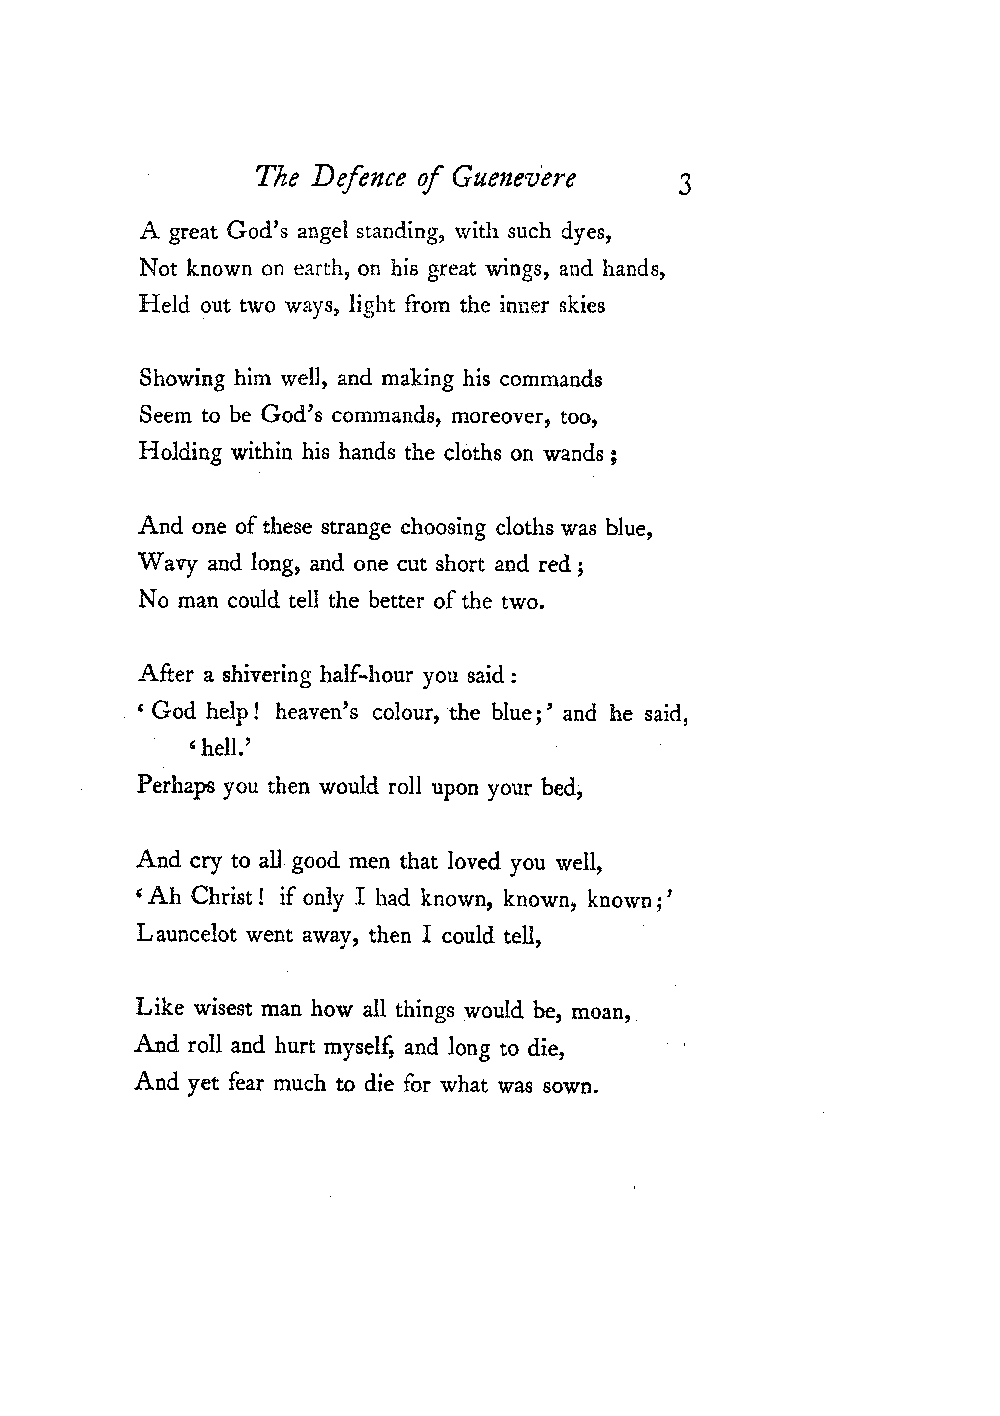 The Defence of Guenevere 3
A great God's angel standing, with such dyes,
Not known on earth, on his great wings, and hands,
Held out two ways, light from the inner skies
Showing him well, and making his commands
Seem to be God's commands, moreover, too,
Holding within his hands the cloths on wands ;
And one of these strange choosing cloths was blue,
Wavy and long, and one cut short and red ;
No man could tell the better of the two.
After a shivering half-hour you said :
‘ God help ! heaven's colour, the blue ;’ and he said,
‘ hell.’
Perhaps you then would roll upon your bed,
And cry to all good men that loved you well,
‘ Ah Christ ! if only I had known, known, known ;’
Launcelot went away, then I could tell,
Like wisest man how all things would be, moan,
And roll and hurt myself, and long to die,
And yet fear much to die for what was sown.